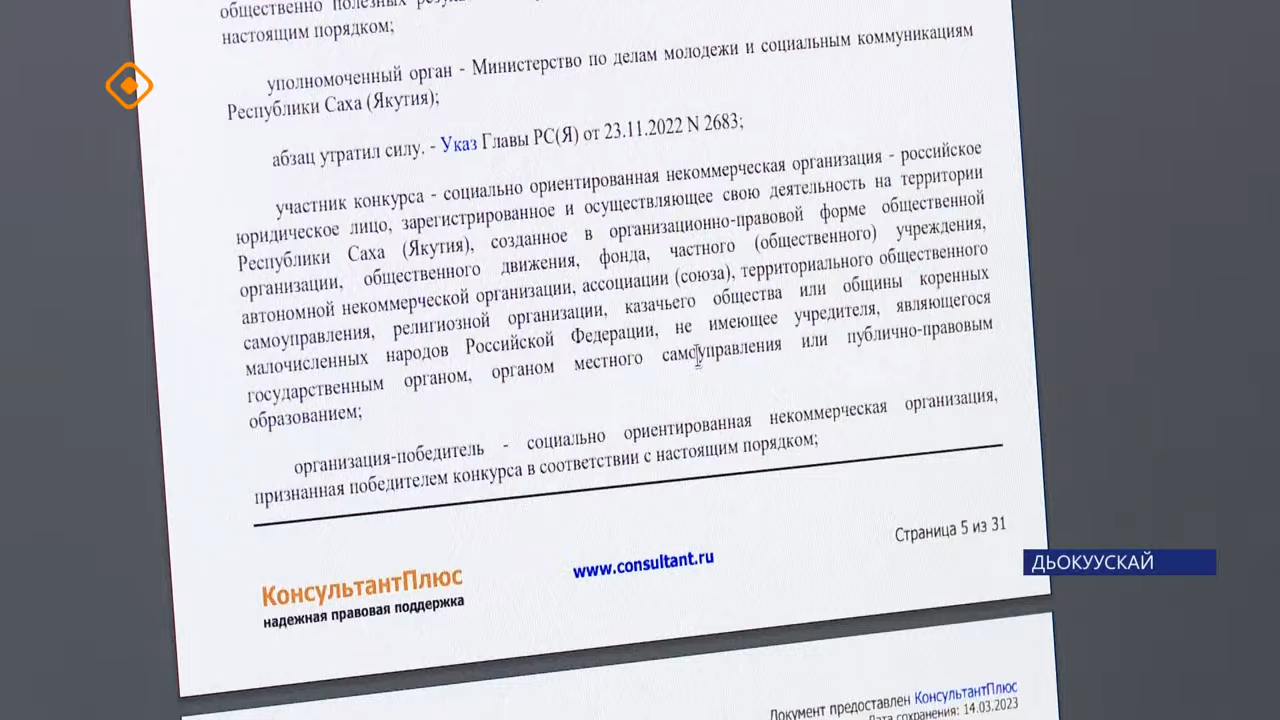 общественно полезных
настоящим порядком;
уполномоченный орган - Министерство по делам молодежи и социальным коммуникациям
Республики Саха (Якутия);
абзац утратил силу. - Указ Главы РС(Я) от 23.11.2022 N 2683;
участник конкурса - социально ориентированная некоммерческая организация - российское
юридическое лицо, зарегистрированное и осуществляющее свою деятельность на территории
Республики Саха (Якутия), созданное в организационно-правовой форме общественной
организации, общественного движения, фонда, частного (общественного) учреждения,
автономной некоммерческой организации, ассоциации (союза), территориального общественного
самоуправления, религиозной организации, казачьего общества или общины коренных
малочисленных народов Российской Федерации, не имеющее учредителя, являющегося
государственным органом, органом местного самоуправления или публично-правовым
образованием;
организация-победитель - социально ориентированная некоммерческая организация,
признанная победителем конкурса в соответствии с настоящим порядком;
КонсультантПлюс
надежная правовая поддержка
www.consultant.ru
Страница 5 из 31
ДЬОКУУСКАЙ
Документ предоставлен КонсультантПлюс
Дата сохранения: 14.03.2023